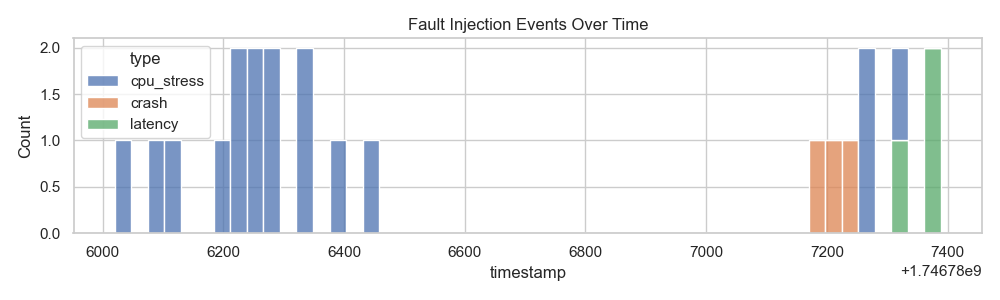 Fault Injection Events Over Time
2.0
1.5
1.0
0.5
0.0
Count
type
cpu_stress
crash
latency
6000 6200 6400 6600 6800 7000 7200 7400
+1.74678e9
timestamp